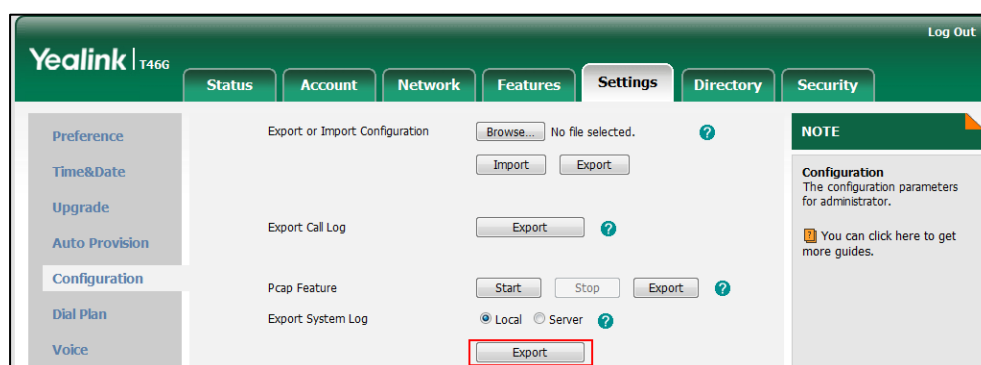 Log Out
Yealink T46G
Status Account Network Features Settings Directory Security
Preference
Time&Date
Upgrade
Auto Provision
Configuration
Dial Plan
Voice
Export or Import Configuration Browse... No file selected. ?
Import Export
Export Call Log Export ?
Pcap Feature Start Stop Export ?
Export System Log Local Server ?
Export
NOTE
Configuration
The configuration parameters
for administrator.
? You can click here to get
more guides.